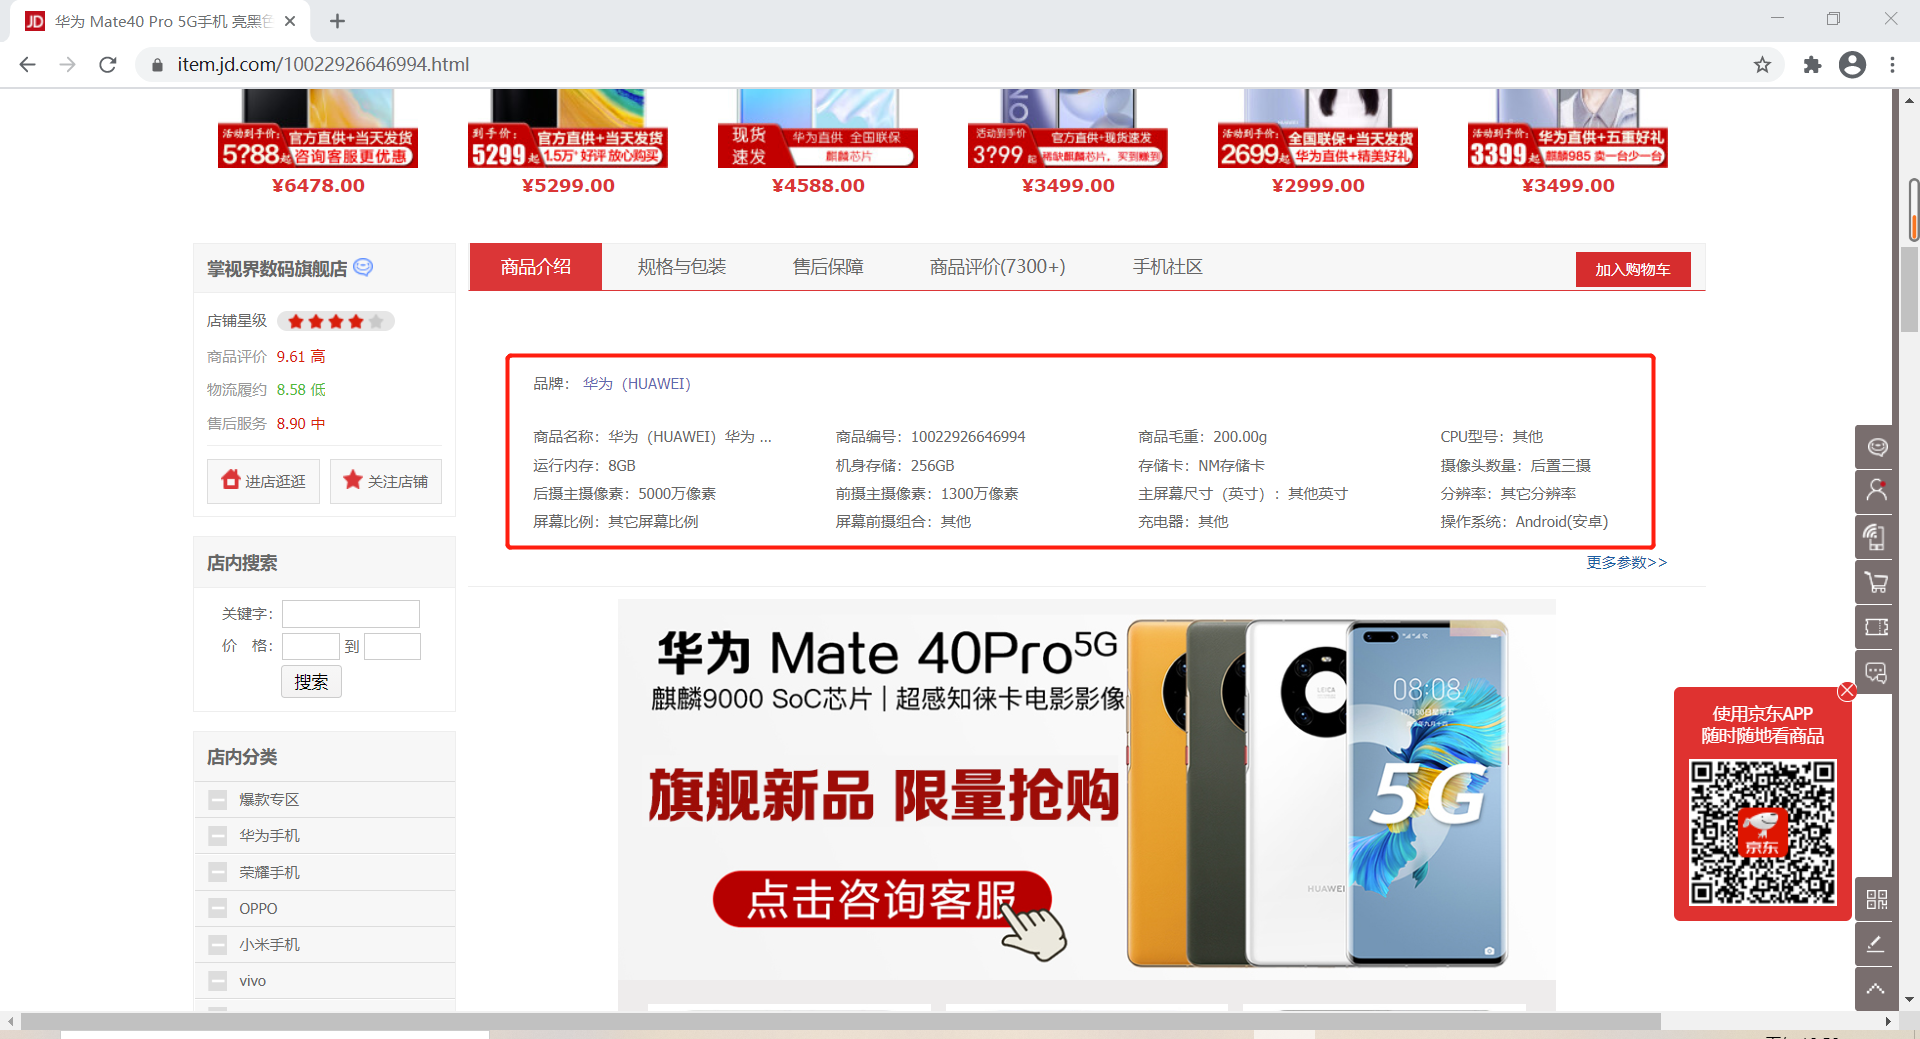 华为 Mate40 Pro 5G手机 亮黑色
item.jd.com/10022926646994.html
活动到手价: 官方直供+当天发货
5?88起 咨询客服更优惠
到手价: 官方直供+当天发货
5299起 1.5万+好评 放心购买
现货 华为直供 全国联保
速发 麒麟芯片
活动到手价 官方直供+现货速发
3?99起 稀缺麒麟芯片，买到赚到
活动到手价: 全国联保+当天发货
2699起 华为直供+精美好礼
活动到手价: 华为直供+五重好礼
3399起 麒麟985 卖一台少一台
¥6478.00 ¥5299.00 ¥4588.00 ¥3499.00 ¥2999.00 ¥3499.00
掌视界数码旗舰店
店铺星级
商品评价 9.61 高
物流履约 8.58 低
售后服务 8.90 中
进店逛逛 关注店铺
店内搜索
关键字:
价 格: 到
搜索
店内分类
爆款专区
华为手机
荣耀手机
OPPO
小米手机
vivo
商品介绍 规格与包装 售后保障 商品评价(7300+) 手机社区 加入购物车
品牌： 华为（HUAWEI）
商品名称：华为（HUAWEI）华为 ... 商品编号：10022926646994 商品毛重：200.00g CPU型号：其他
运行内存：8GB 机身存储：256GB 存储卡：NM存储卡 摄像头数量：后置三摄
后摄主摄像素：5000万像素 前摄主摄像素：1300万像素 主屏幕尺寸（英寸）：其他英寸 分辨率：其它分辨率
屏幕比例：其它屏幕比例 屏幕前摄组合：其他 充电器：其他 操作系统：Android(安卓)
更多参数>>
华为 Mate 40Pro5G
麒麟9000 SoC芯片 | 超感知徕卡电影影像
旗舰新品 限量抢购
点击咨询客服
LEICA
HUAWEI
08:08
5G
使用京东APP
随时随地看商品
京东